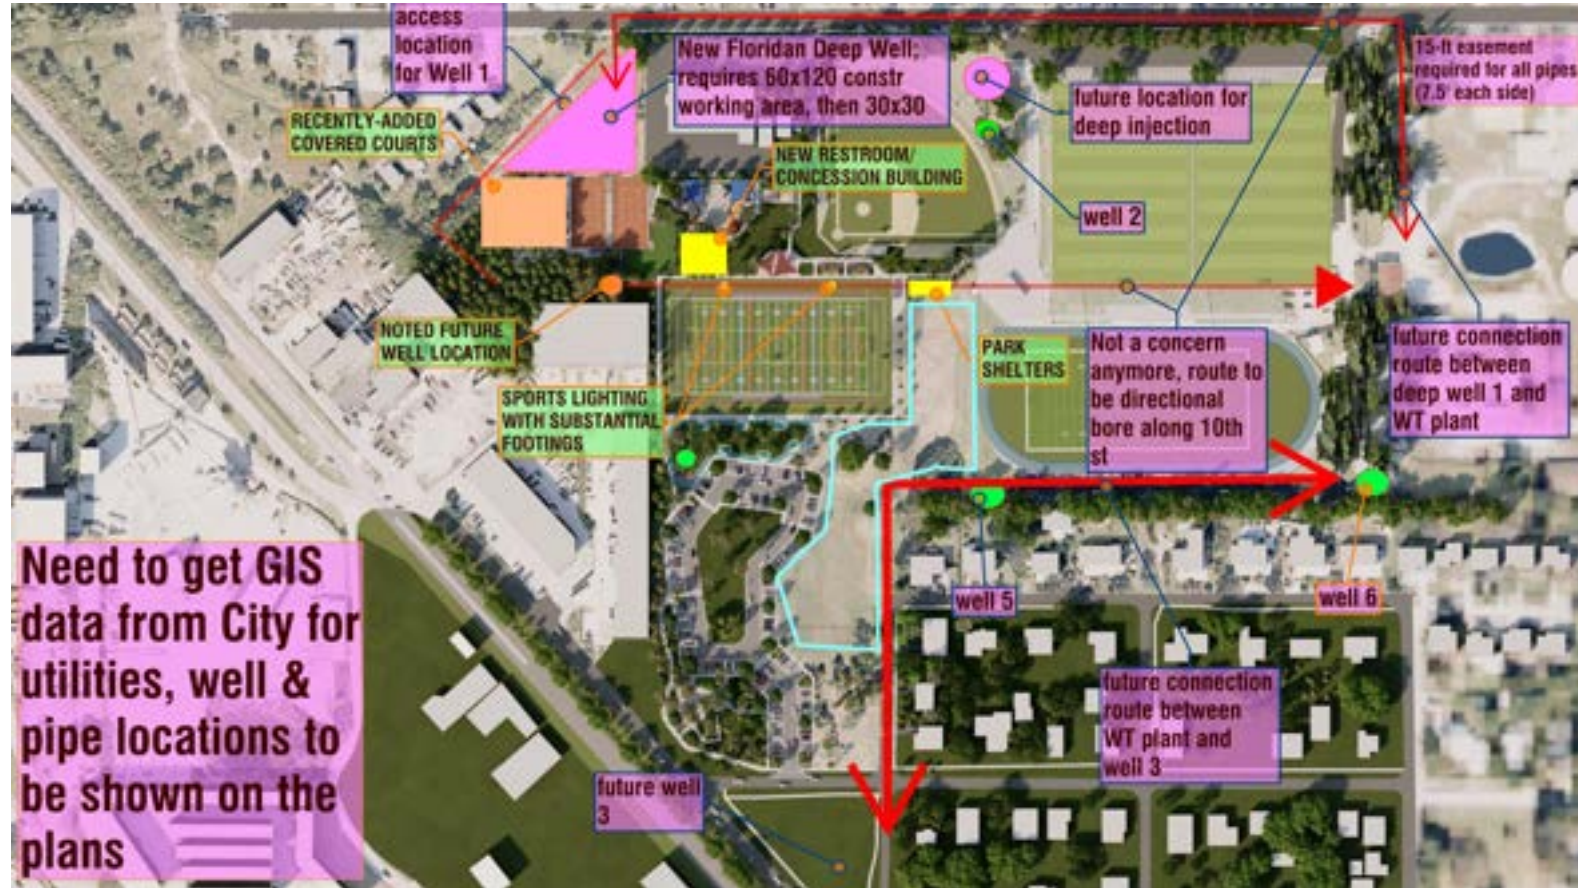 access
location
for Well 1
New Floridan Deep Well;
requires 60x120 constr
working area, then 30x30
15-ft easement
required for all pipes
(7.5' each side)
future location for
deep injection
RECENTLY-ADDED
COVERED COURTS
NEW RESTROOM/
CONCESSION BUILDING
well 2
NOTED FUTURE
WELL LOCATION
PARK
SHELTERS
Not a concern
anymore, route to
be directional
bore along 10th
st
future connection
route between
deep well 1 and
WT plant
SPORTS LIGHTING
WITH SUBSTANTIAL
FOOTINGS
well 5
well 6
Need to get GIS
data from City for
utilities, well &
pipe locations to
be shown on the
plans
future connection
route between
WT plant and
well 3
future well
3